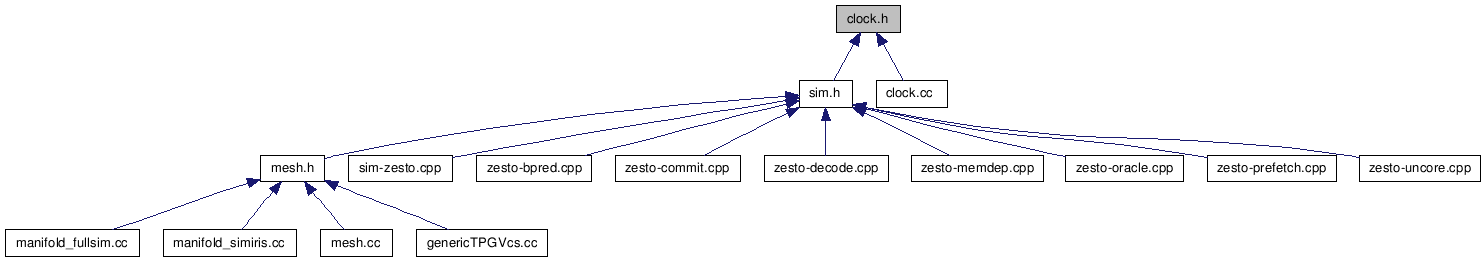 clock.h
sim.h
clock.cc
mesh.h
sim-zesto.cpp
zesto-bpred.cpp
zesto-commit.cpp
zesto-decode.cpp
zesto-memdep.cpp
zesto-oracle.cpp
zesto-prefetch.cpp
zesto-uncore.cpp
manifold_fullsim.cc
manifold_simiris.cc
mesh.cc
genericTPGVcs.cc